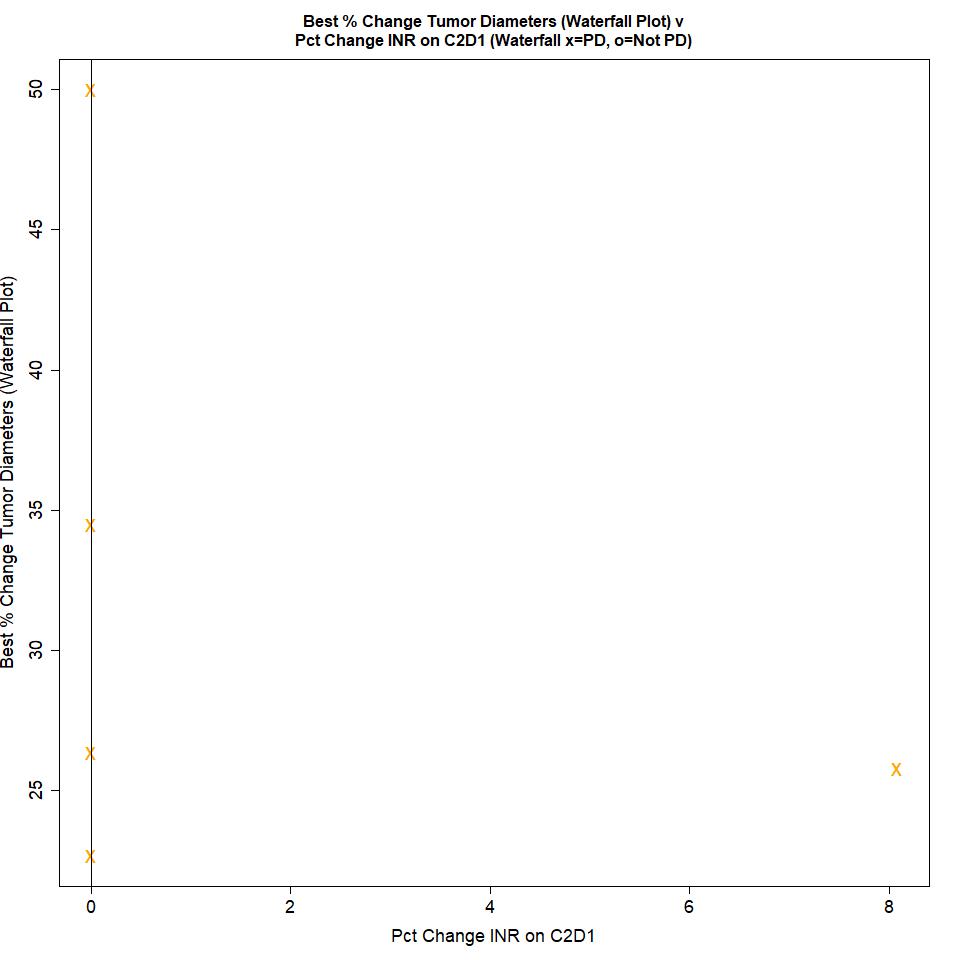 Best % Change Tumor Diameters (Waterfall Plot) v
Pct Change INR on C2D1 (Waterfall x=PD, o=Not PD)
Best % Change Tumor Diameters (Waterfall Plot)
50
45
40
35
30
25
X
X
X
X
X
0 2 4 6 8
Pct Change INR on C2D1